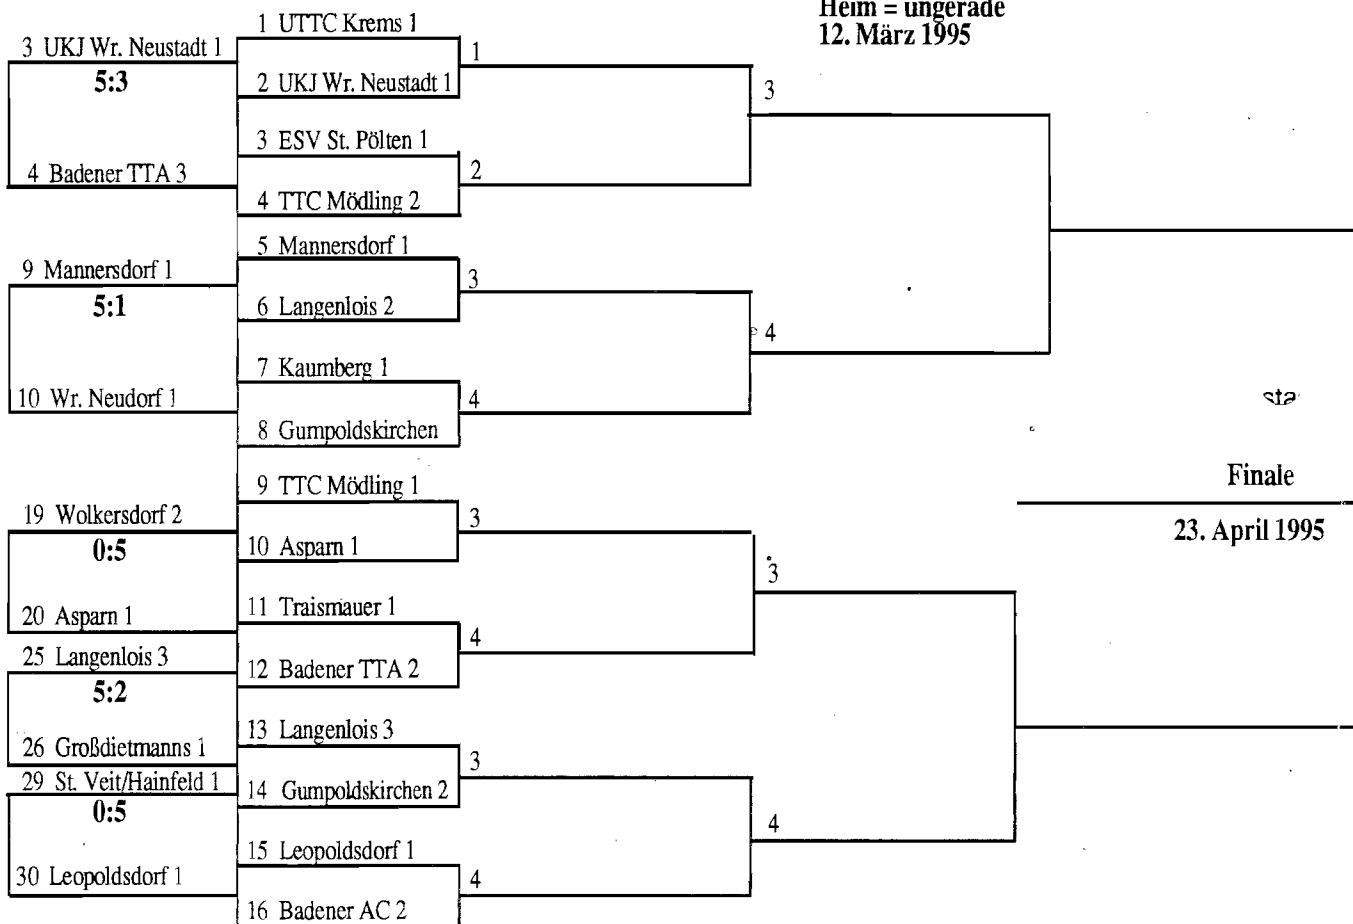 Heim = ungerade
12. März 1995
3 UKJ Wr. Neustadt 1
5:3
4 Badener TTA 3
9 Mannersdorf 1
5:1
10 Wr. Neudorf 1
19 Wolkersdorf 2
0:5
20 Asparn 1
25 Langenlois 3
5:2
26 Großdietmanns 1
29 St. Veit/Hainfeld 1
0:5
30 Leopoldsdorf 1
1 UTTC Krems 1
2 UKJ Wr. Neustadt 1
3 ESV St. Pölten 1
4 TTC Mödling 2
5 Mannersdorf 1
6 Langenlois 2
7 Kaumberg 1
8 Gumpoldskirchen
9 TTC Mödling 1
10 Asparn 1
11 Traismauer 1
12 Badener TTA 2
13 Langenlois 3
14 Gumpoldskirchen 2
15 Leopoldsdorf 1
16 Badener AC 2
1
2
3
4
3
4
3
4
3
4
3
4
sta
Finale
23. April 1995